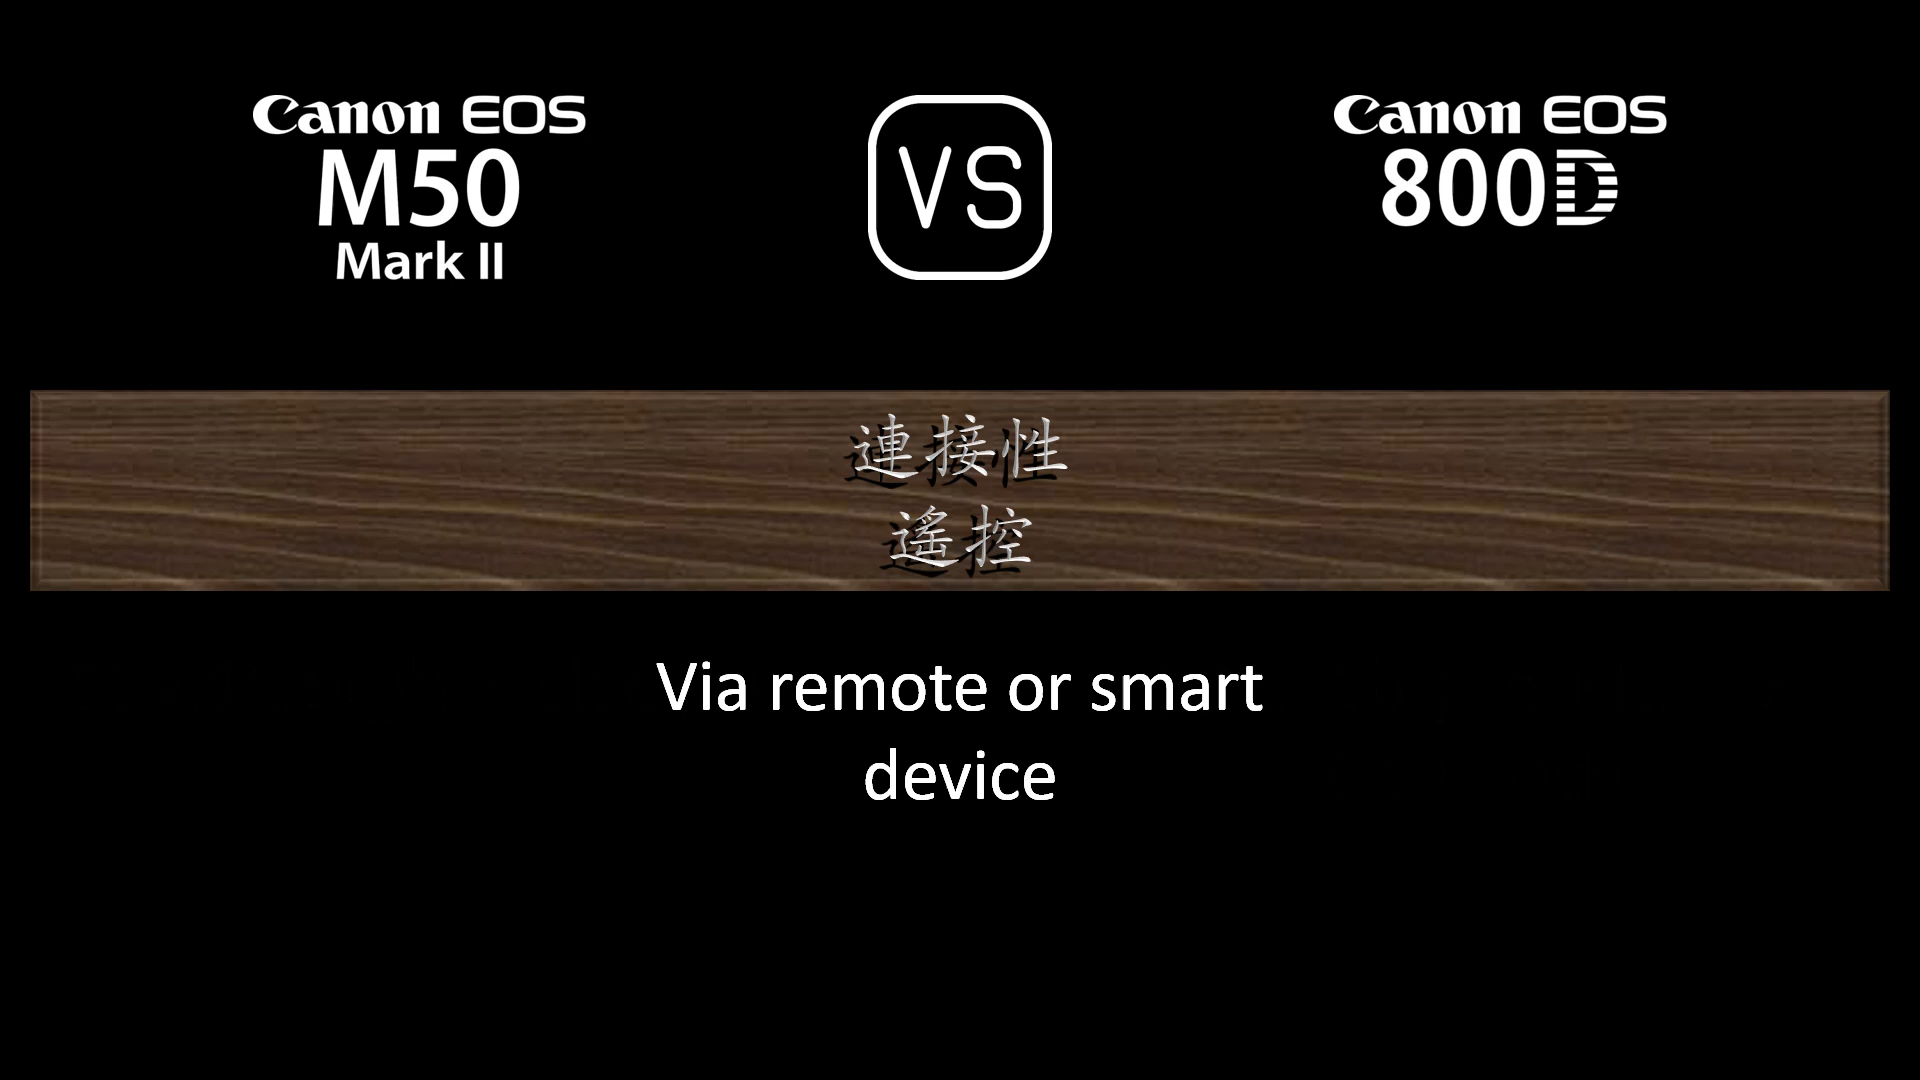 Canon EOS
M50
Mark II
VS
Canon EOS
800D
連接性
遙控
Via remote or smart
device